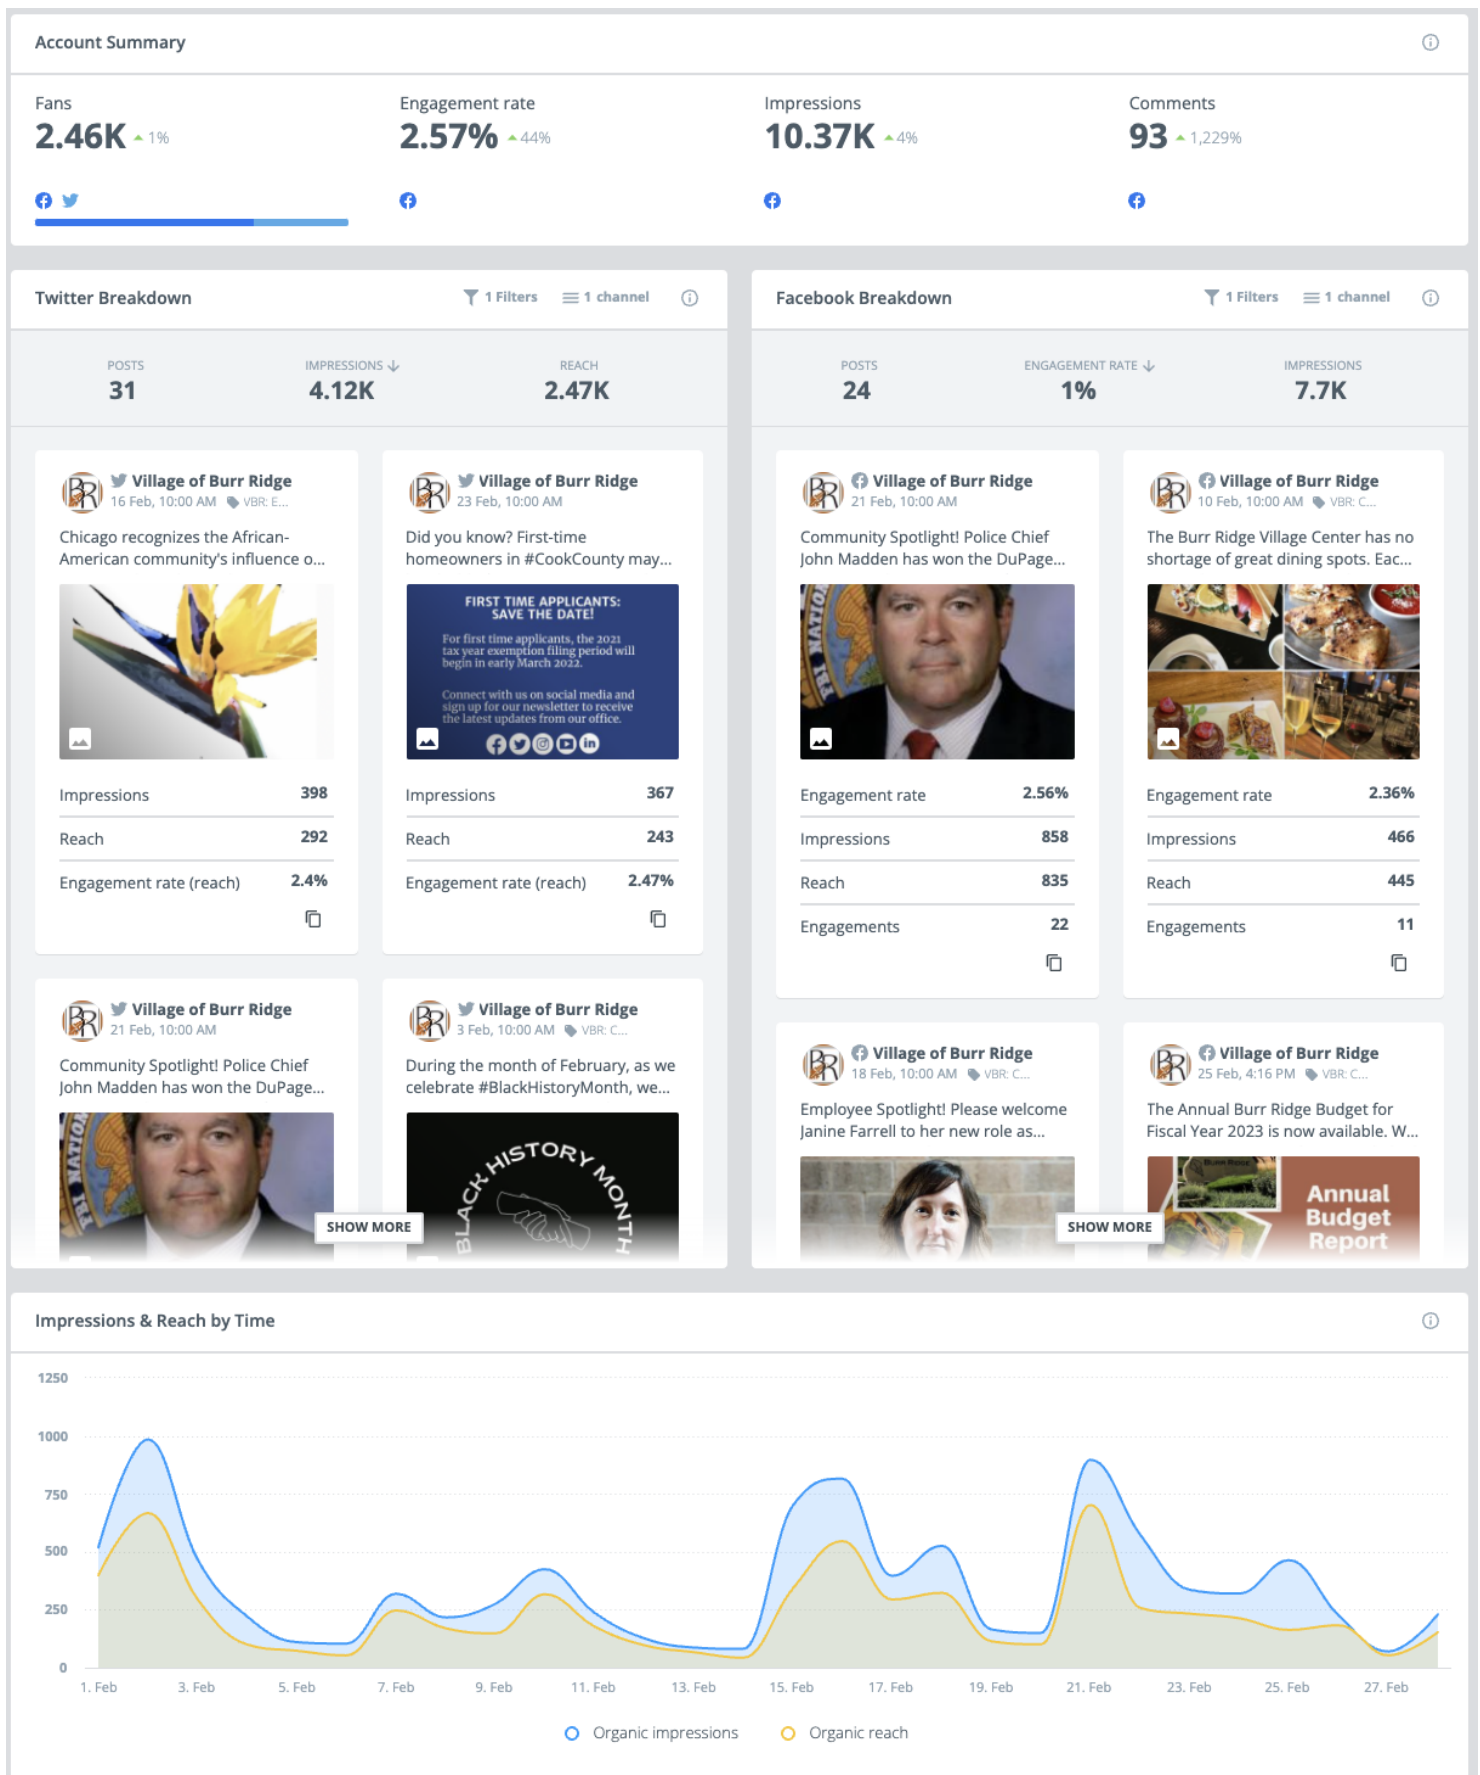 Account Summary
Fans
2.46K 1%
Engagement rate
2.57% 44%
Impressions
10.37K 4%
Comments
93 1,229%
Twitter Breakdown
1 Filters
1 channel
POSTS
31
IMPRESSIONS
4.12K
REACH
2.47K
Village of Burr Ridge
16 Feb, 10:00 AM VBR: E...
Chicago recognizes the African-
American community's influence o...
Impressions 398
Reach 292
Engagement rate (reach) 2.4%
Village of Burr Ridge
23 Feb, 10:00 AM
Did you know? First-time
homeowners in #CookCounty may...
FIRST TIME APPLICANTS:
SAVE THE DATE!
For first time applicants, the 2021
tax year exemption filing period will
begin in early March 2022.
Connect with us on social media and
sign up for our newsletter to receive
the latest updates from our office.
Impressions 367
Reach 243
Engagement rate (reach) 2.47%
Village of Burr Ridge
21 Feb, 10:00 AM
Community Spotlight! Police Chief
John Madden has won the DuPage...
Village of Burr Ridge
3 Feb, 10:00 AM VBR: C...
During the month of February, as we
celebrate #BlackHistoryMonth, we...
BLACK HISTORY MONTH
SHOW MORE
Facebook Breakdown
1 Filters
1 channel
POSTS
24
ENGAGEMENT RATE
1%
IMPRESSIONS
7.7K
Village of Burr Ridge
21 Feb, 10:00 AM
Community Spotlight! Police Chief
John Madden has won the DuPage...
Engagement rate 2.56%
Impressions 858
Reach 835
Engagements 22
Village of Burr Ridge
10 Feb, 10:00 AM VBR: C...
The Burr Ridge Village Center has no
shortage of great dining spots. Eac...
Engagement rate 2.36%
Impressions 466
Reach 445
Engagements 11
Village of Burr Ridge
18 Feb, 10:00 AM VBR: C...
Employee Spotlight! Please welcome
Janine Farrell to her new role as...
Village of Burr Ridge
25 Feb, 4:16 PM VBR: C...
The Annual Burr Ridge Budget for
Fiscal Year 2023 is now available. W...
BURR RIDGE
Annual
Budget
Report
SHOW MORE
Impressions & Reach by Time
1250
1000
750
500
250
0
1. Feb 3. Feb 5. Feb 7. Feb 9. Feb 11. Feb 13. Feb 15. Feb 17. Feb 19. Feb 21. Feb 23. Feb 25. Feb 27. Feb
Organic impressions
Organic reach